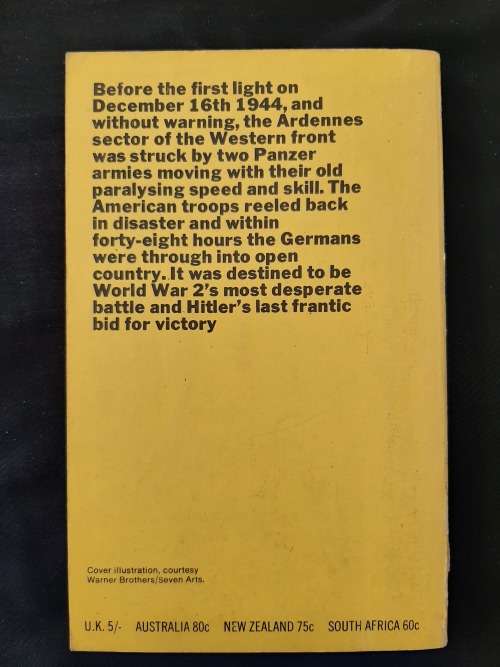 Before the first light on
December 16th 1944, and
without warning, the Ardennes
sector of the Western front
was struck by two Panzer
armies moving with their old
paralysing speed and skill. The
American troops reeled back
in disaster and within
forty-eight hours the Germans
were through into open
country. It was destined to be
World War 2's most desperate
battle and Hitler's last frantic
bid for victory
Cover illustration, courtesy
Warner Brothers/Seven Arts.
U.K. 5/- AUSTRALIA 80c NEW ZEALAND 75c SOUTH AFRICA 60c